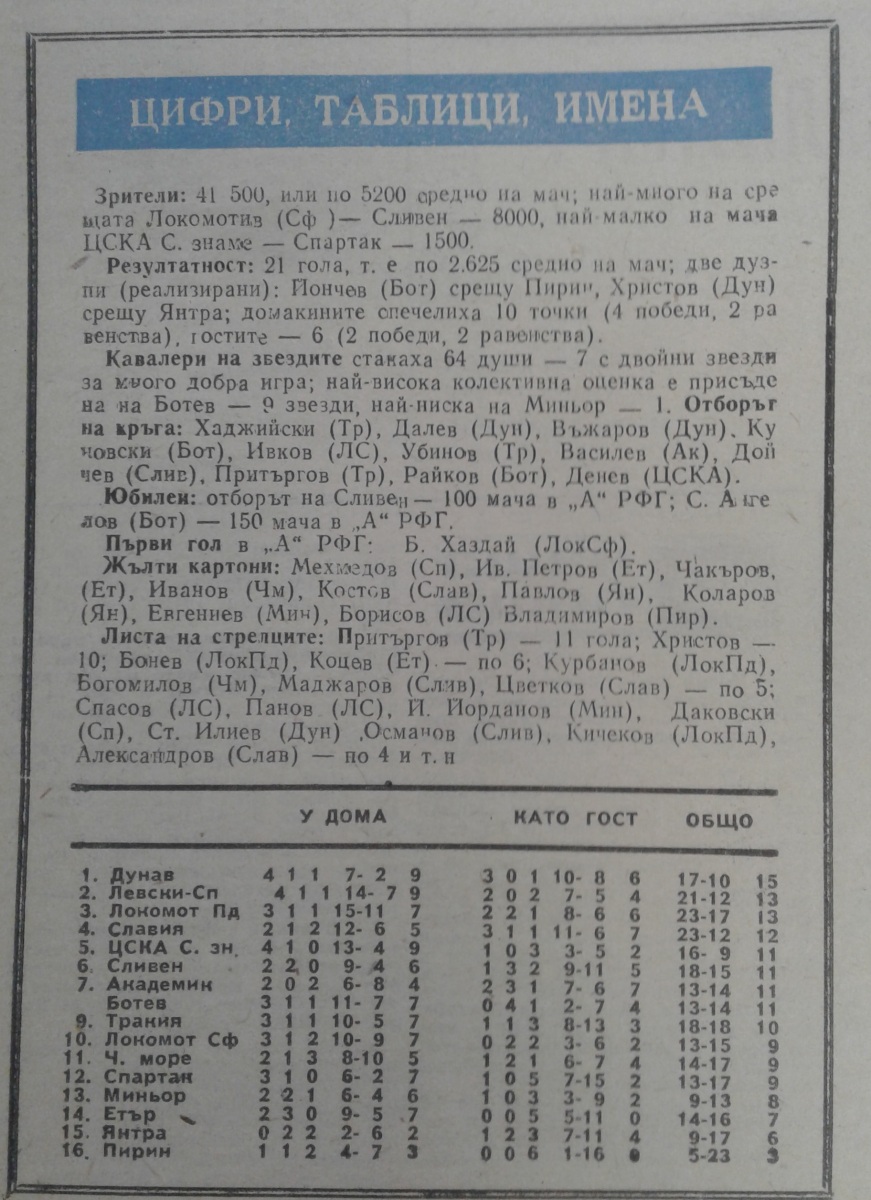 ЦИФРИ, ТАБЛИЦИ, ИМЕНА
Зрители: 41 500, или по 5200 средно на мач; най-много на сре
щата Локомотив (Сф )— Сливен — 8000, най малко на мача
ЦСКА С. знаме — Спартак — 1500.
Резултатност: 21 гола, т. е по 2.625 средно на мач; две дуз-
пи (реализирани): Йончев (Бот) срещу Пирин, Христов (Дун)
срещу Янтра; домакините спечелиха 10 точки (4 победи, 2 ра
венства), гостите — 6 (2 победи, 2 равенства).
Кавалери на звездите станаха 64 души — 7 с двойни звезди
за много добра игра; най-висока колективна оценка е присъде
на на Ботев — 9 звезди, най-ниска на Миньор — 1. Отборът
на кръга: Хаджийски (Тр), Далев (Дун), Въжаров (Дун), Ку
човски (Бот), Ивков (ЛС), Убинов (Тр), Василев (Ак), Дой
чев (Слив), Притъргов (Тр), Райков (Бот), Денев (ЦСКА).
Юбилеи: отборът на Сливен — 100 мача в „А“ РФГ; С. Анге
лов (Бот) — 150 мача в „А“ РФГ.
Първи гол в „А“ РФГ: Б. Хаздай (ЛокСф).
Жълти картони: Мехмедов (Сп), Ив. Петров (Ет), Чакъров,
(Ет), Иванов (Чм), Костов (Слав), Павлов (Ян), Коларов
(Ян), Евгениев (Мин), Борисов (ЛС) Владимиров (Пир).
Листа на стрелците: Притъргов (Тр) — 11 гола; Христов —
10; Бонев (ЛокПд), Коцев (Ет) — по 6; Курбанов (ЛокПд),
Богомилов (Чм), Маджаров (Слив), Цветков (Слав) — по 5;
Спасов (ЛС), Панов (ЛС), Й. Йорданов (Мин), Даковски
(Сп), Ст. Илиев (Дун) ,Османов (Слив), Кичеков (ЛокПд),
Александров (Слав) — по 4 и т. н
У ДОМА КАТО ГОСТ ОБЩО
1. Дунав 4 1 1 7- 2 9 3 0 1 10- 8 6 17-10 15
2. Левски-Сп 4 1 1 14- 7 9 2 0 2 7- 5 4 21-12 13
3. Локомот Пд 3 1 1 15-11 7 2 2 1 8- 6 6 23-17 13
4. Славия 2 1 2 12- 6 5 3 1 1 11- 6 7 23-12 12
5. ЦСКА С. зн. 4 1 0 13- 4 9 1 0 3 3- 5 2 16- 9 11
6. Сливен 2 2 0 9- 4 6 1 3 2 9-11 5 18-15 11
7. Академик 2 0 2 6- 8 4 2 3 1 7- 6 7 13-14 11
Ботев 3 1 1 11- 7 7 0 4 1 2- 7 4 13-14 11
9. Тракия 3 1 1 10- 5 7 1 1 3 8-13 3 18-18 10
10. Локомот Сф 3 1 2 10- 9 7 0 2 2 3- 6 2 13-15 9
11. Ч. море 2 1 3 8-10 5 1 2 1 6- 7 4 14-17 9
12. Спартак 3 1 0 6- 2 7 1 0 5 7-15 2 13-17 9
13. Миньор 2 2 1 6- 4 6 1 0 3 3- 9 2 9-13 8
14. Етър 2 3 0 9- 5 7 0 0 5 5-11 0 14-16 7
15. Янтра 0 2 2 2- 6 2 1 2 3 7-11 4 9-17 6
16. Пирин 1 1 2 4- 7 3 0 0 6 1-16 0 5-23 3